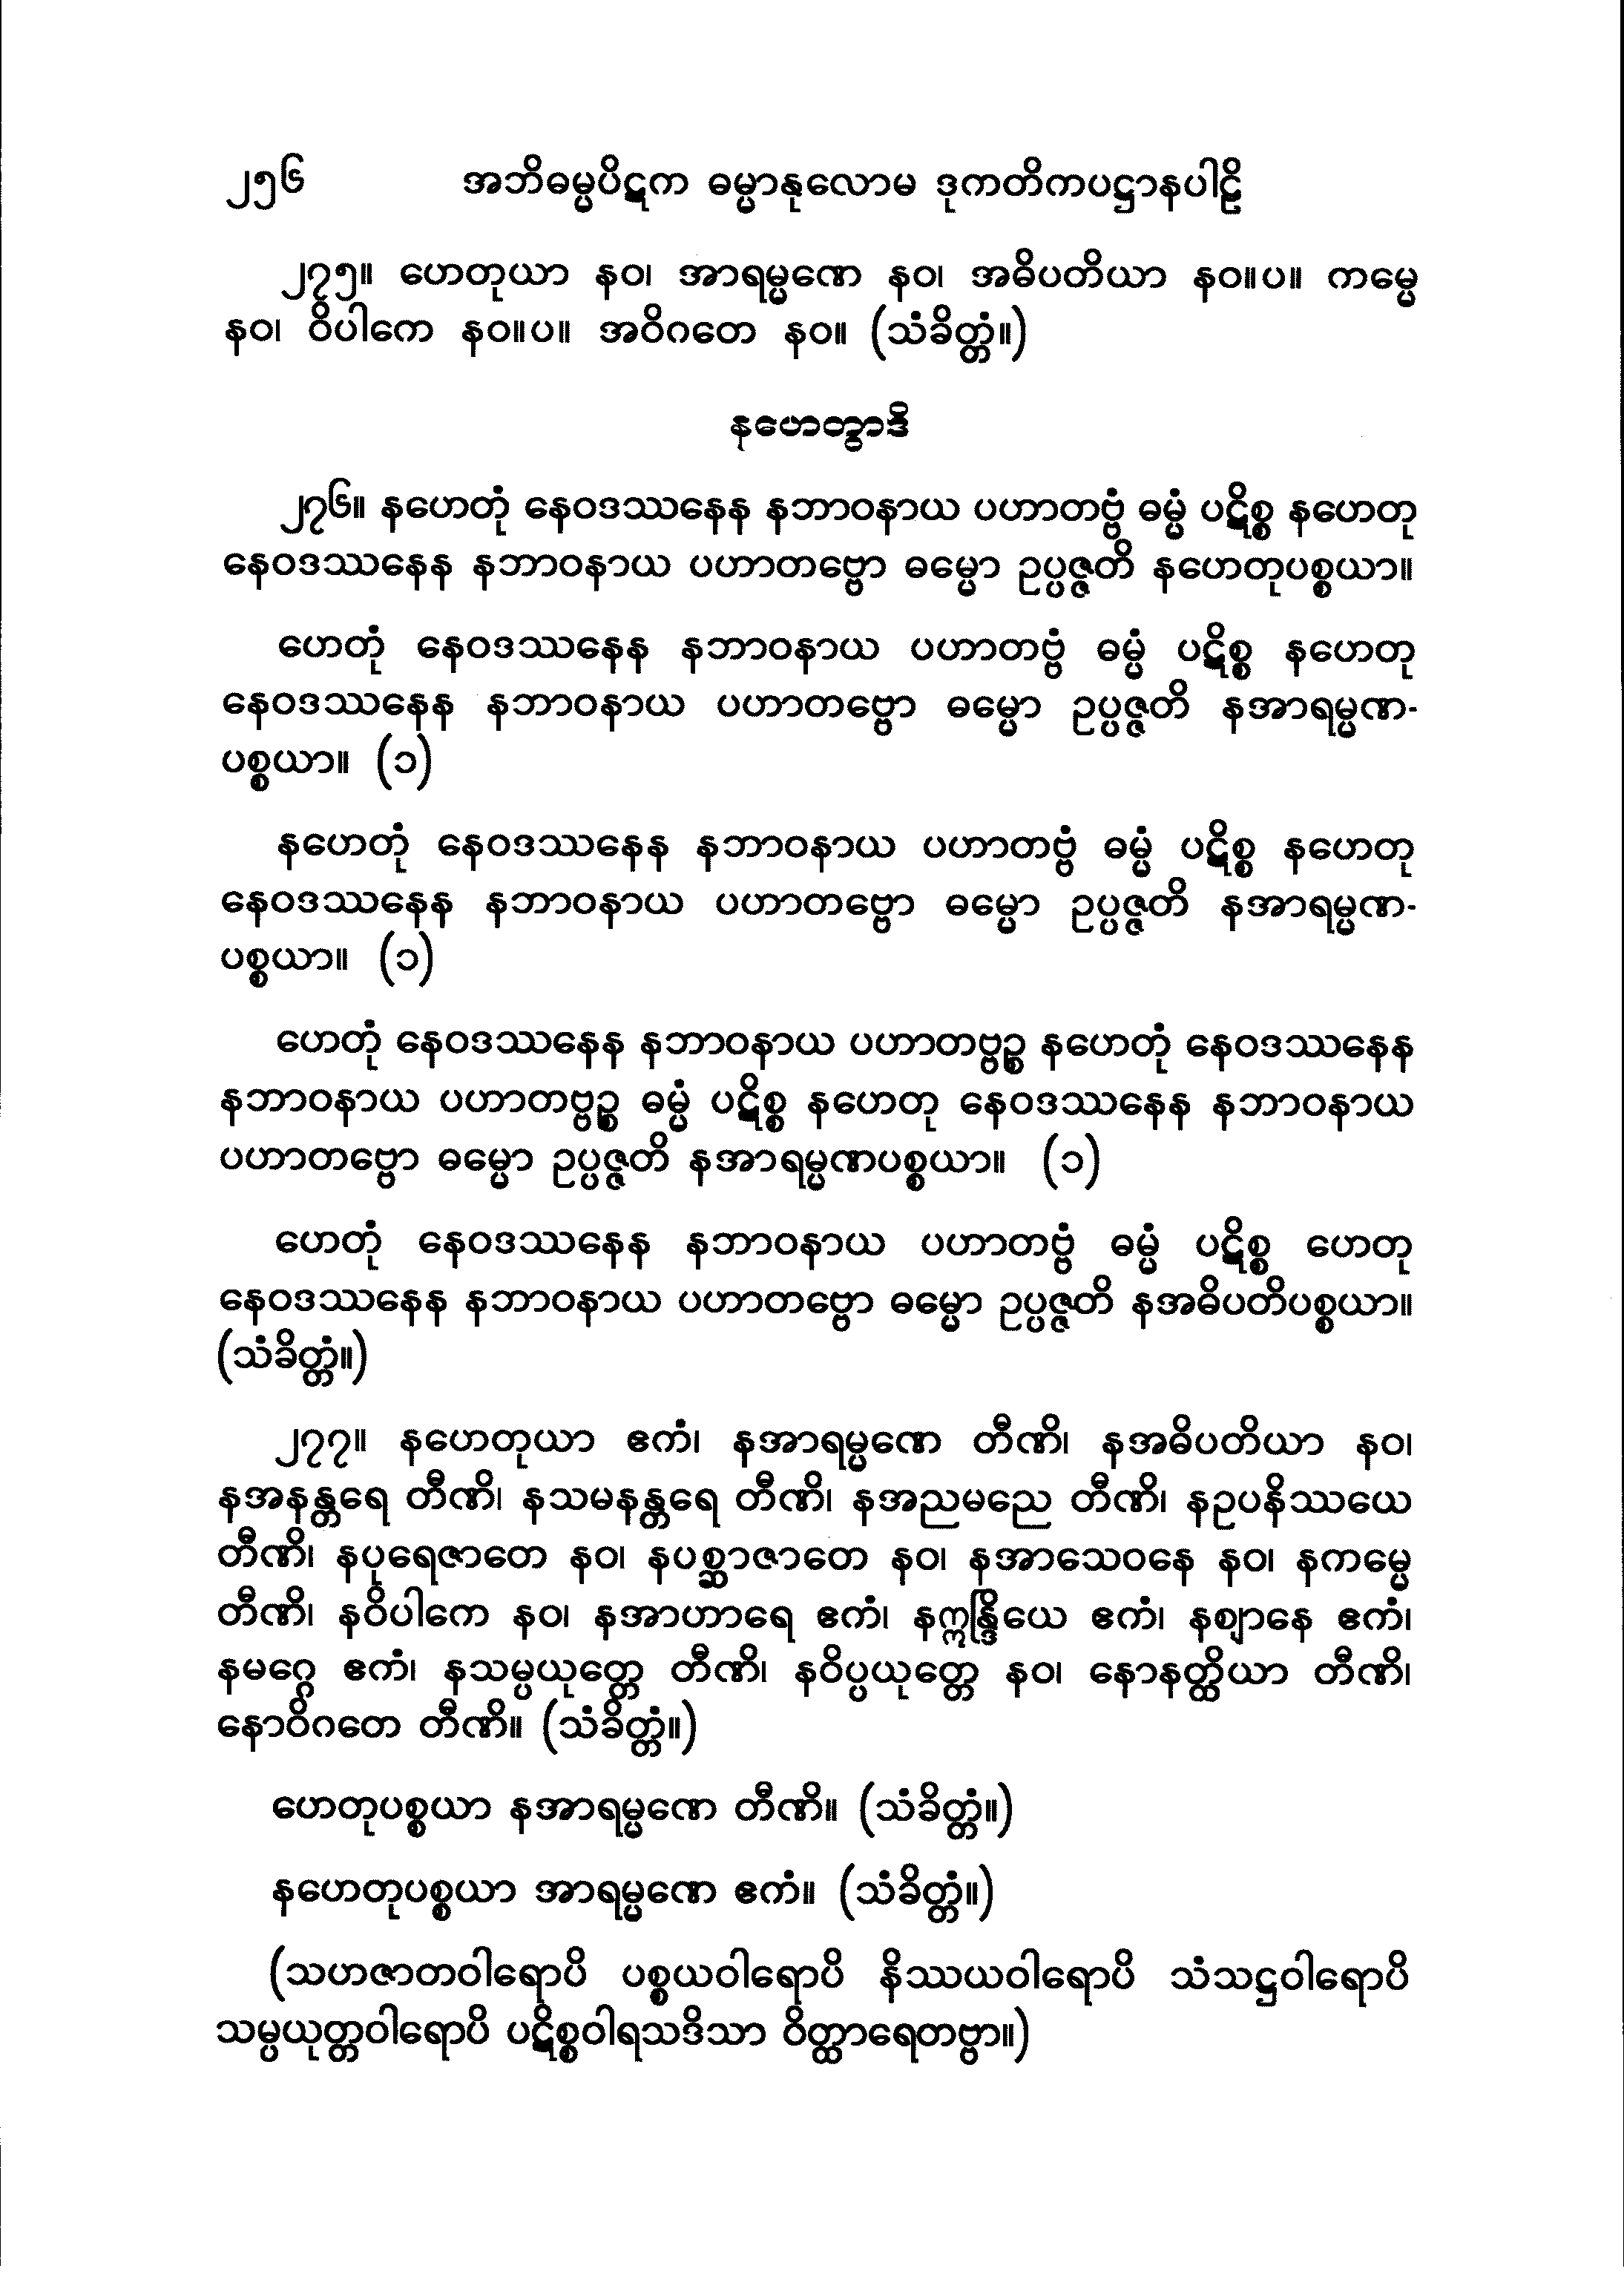 ၂၅၆ အဘိဓမ္မပိဋက ဓမ္မာနုလောမ ဒုကတိကပဋ္ဌာနပါဠိ
၂၇၅။ ဟေတုယာ နဝ၊ အာရမ္မဏေ နဝ၊ အဓိပတိယာ နဝ။ပ။ ကမ္မေ
နဝ၊ ဝိပါကေ နဝ။ပ။ အဝိဂတေ နဝ။ (သံခိတ္တံ။)
နဟေတွာဒိ
၂၇၆။ နဟေတုံ နေဝဒဿနေန နဘာဝနာယ ပဟာတဗ္ဗံ ဓမ္မံ ပဋိစ္စ နဟေတု
နေဝဒဿနေန နဘာဝနာယ ပဟာတဗ္ဗော ဓမ္မော ဥပ္ပဇ္ဇတိ နဟေတုပစ္စယာ။
ဟေတုံ နေဝဒဿနေန နဘာဝနာယ ပဟာတဗ္ဗံ ဓမ္မံ ပဋိစ္စ နဟေတု
နေဝဒဿနေန နဘာဝနာယ ပဟာတဗ္ဗော ဓမ္မော ဥပ္ပဇ္ဇတိ နအာရမ္မဏ-
ပစ္စယာ။ (၁)
နဟေတုံ နေဝဒဿနေန နဘာဝနာယ ပဟာတဗ္ဗံ ဓမ္မံ ပဋိစ္စ နဟေတု
နေဝဒဿနေန နဘာဝနာယ ပဟာတဗ္ဗော ဓမ္မော ဥပ္ပဇ္ဇတိ နအာရမ္မဏ-
ပစ္စယာ။ (၁)
ဟေတုံ နေဝဒဿနေန နဘာဝနာယ ပဟာတဗ္ဗဉ္စ နဟေတုံ နေဝဒဿနေန
နဘာဝနာယ ပဟာတဗ္ဗဉ္စ ဓမ္မံ ပဋိစ္စ နဟေတု နေဝဒဿနေန နဘာဝနာယ
ပဟာတဗ္ဗော ဓမ္မော ဥပ္ပဇ္ဇတိ နအာရမ္မဏပစ္စယာ။ (၁)
ဟေတုံ နေဝဒဿနေန နဘာဝနာယ ပဟာတဗ္ဗံ ဓမ္မံ ပဋိစ္စ ဟေတု
နေဝဒဿနေန နဘာဝနာယ ပဟာတဗ္ဗော ဓမ္မော ဥပ္ပဇ္ဇတိ နအဓိပတိပစ္စယာ။
(သံခိတ္တံ။)
၂၇၇။ နဟေတုယာ ဧကံ၊ နအာရမ္မဏေ တီဏိ၊ နအဓိပတိယာ နဝ၊
နအနန္တရေ တီဏိ၊ နသမနန္တရေ တီဏိ၊ နအညမညေ တီဏိ၊ နဥပနိဿယေ
တီဏိ၊ နပုရေဇာတေ နဝ၊ နပစ္ဆာဇာတေ နဝ၊ နအာသေဝနေ နဝ၊ နကမ္မေ
တီဏိ၊ နဝိပါကေ နဝ၊ နအာဟာရေ ဧကံ၊ နဣန္ဒြိယေ ဧကံ၊ နဈာနေ ဧကံ၊
နမဂ္ဂေ ဧကံ၊ နသမ္ပယုတ္တေ တီဏိ၊ နဝိပ္ပယုတ္တေ နဝ၊ နောနတ္ထိယာ တီဏိ၊
နောဝိဂတေ တီဏိ။ (သံခိတ္တံ။)
ဟေတုပစ္စယာ နအာရမ္မဏေ တီဏိ။ (သံခိတ္တံ။)
နဟေတုပစ္စယာ အာရမ္မဏေ ဧကံ။ (သံခိတ္တံ။)
(သဟဇာတဝါရောပိ ပစ္စယဝါရောပိ နိဿယဝါရောပိ သံသဋ္ဌဝါရောပိ
သမ္ပယုတ္တဝါရောပိ ပဋိစ္စဝါရသဒိသာ ဝိတ္ထာရေတဗ္ဗာ။)